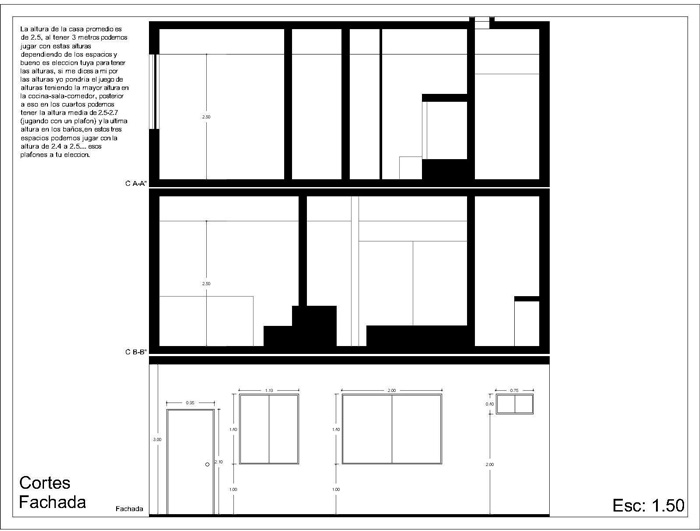 La altura de la casa promedio es
de 2.5, al tener 3 metros podemos
jugar con estas alturas
dependiendo de los espacios y
bueno es eleccion tuya para tener
las alturas, si me dices a mi por
las alturas yo pondria el juego de
alturas teniendo la mayor altura en
la cocina-sala-comedor, posterior
a eso en los cuartos podemos
tener la altura media de 2.5-2.7
(jugando con un plafon) y la ultima
altura en los baños,en estos tres
espacios podemos jugar con la
altura de 2.4 a 2.5.... esos
plafones a tu eleccion.
2.50
C A-A"
2.50
C B-B"
0.95
1.10
2.00
0.70
1.40
1.40
0.40
3.00
2.10
1.00
1.00
2.00
Cortes
Fachada
Fachada
Esc: 1.50